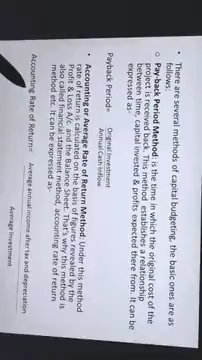 • There are several methods of capital budgeting, the basic ones are as
follows:
o Pay-back Period Method: is the time in which the original cost of the
project is received back. This method establishes a relationship
between time, capital invested & profits expected there from. It can be
expressed as-
Original Investment
Payback Period=
Annual Cash Inflow
• Accounting or Average Rate of Return Method: Under this method
rate of return is calculated on the basis of figures revealed by the
Profit & Loss A/c. and the Balance Sheet. That's why this method is
also called financial statement method, accounting rate of return
method etc. It can be expressed as-
Average annual income after tax and depreciation
Accounting Rate of Return=
Average Investment